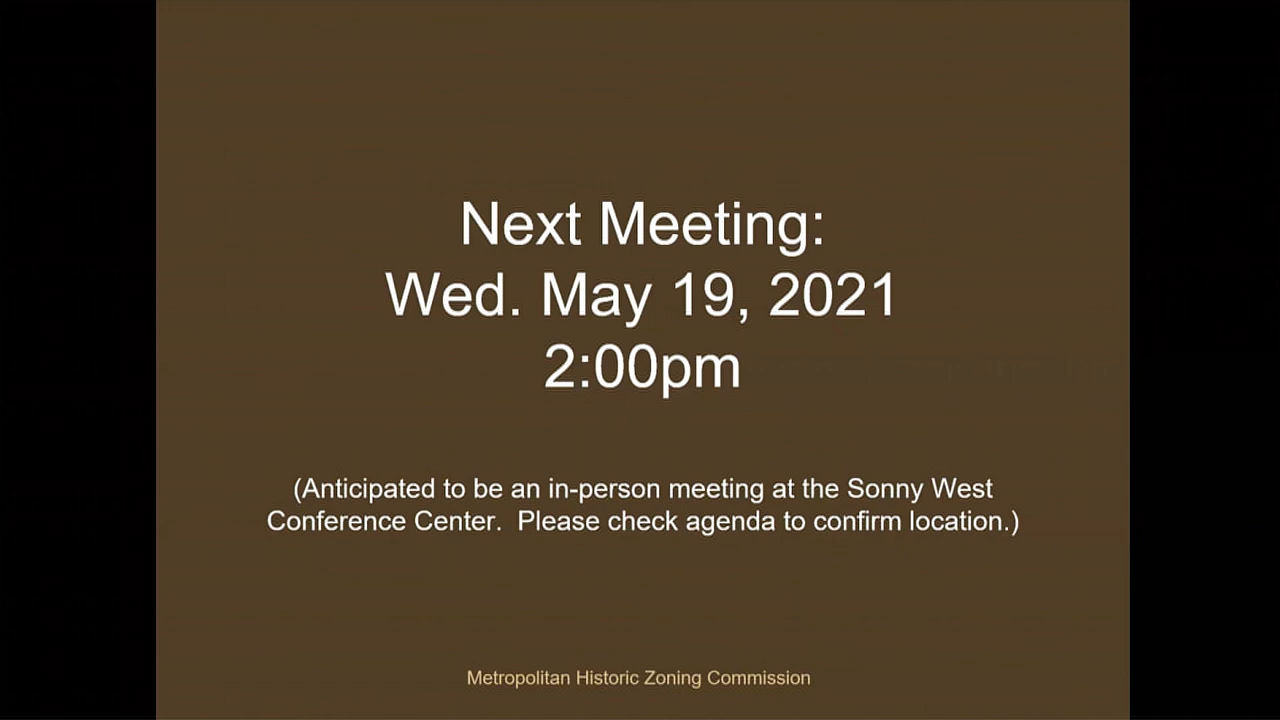 Next Meeting:
Wed. May 19, 2021
2:00pm
(Anticipated to be an in-person meeting at the Sonny West
Conference Center.  Please check agenda to confirm location.)
Metropolitan Historic Zoning Commission